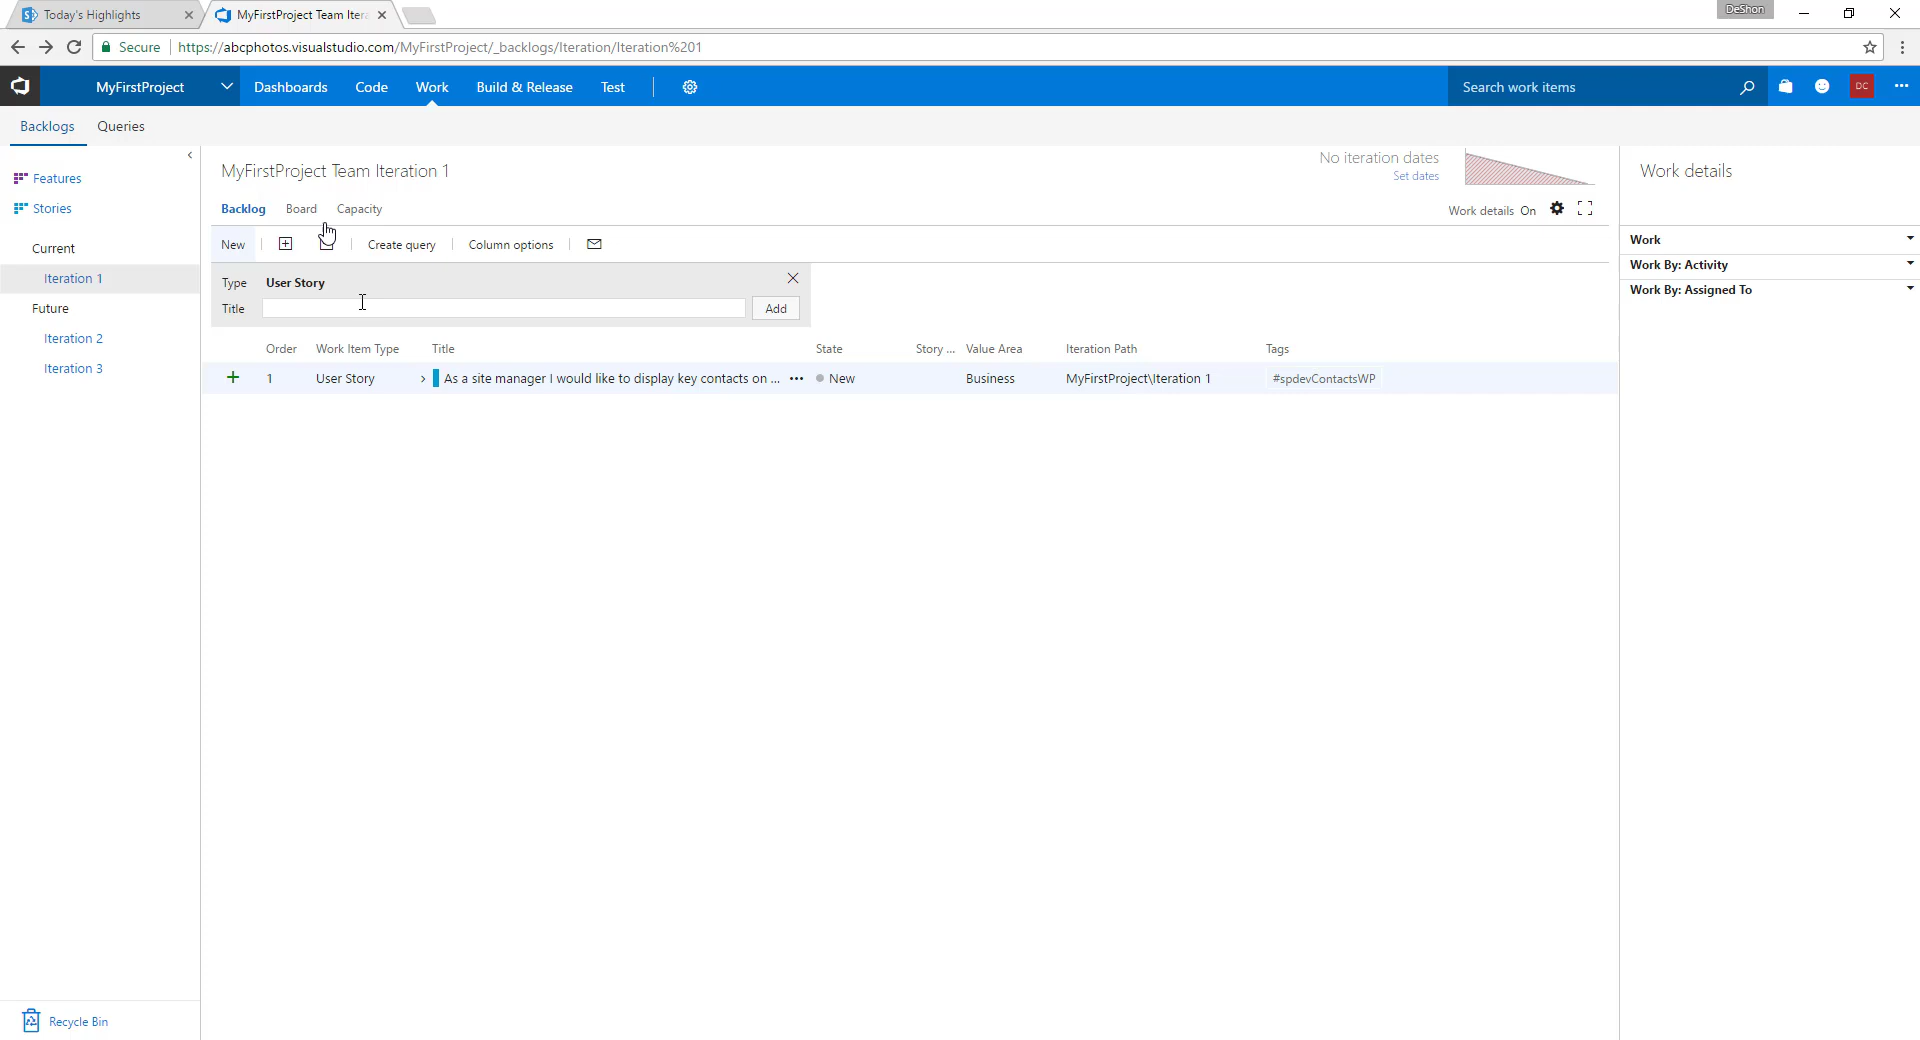 Today's Highlights
MyFirstProject Team Itera
DeShon
Secure
https://abcphotos.visualstudio.com/MyFirstProject/_backlogs/Iteration/Iteration%201
MyFirstProject
Dashboards
Code
Work
Build & Release
Test
Search work items
DC
Backlogs
Queries
Features
Stories
Current
Iteration 1
Future
Iteration 2
Iteration 3
Recycle Bin
MyFirstProject Team Iteration 1
No iteration dates
Set dates
Backlog
Board
Capacity
Work details On
New
Create query
Column options
Type User Story
Title
Add
Order Work Item Type Title State Story ... Value Area Iteration Path Tags
1 User Story As a site manager I would like to display key contacts on ... New Business MyFirstProject\Iteration 1 #spdevContactsWP
Work details
Work
Work By: Activity
Work By: Assigned To